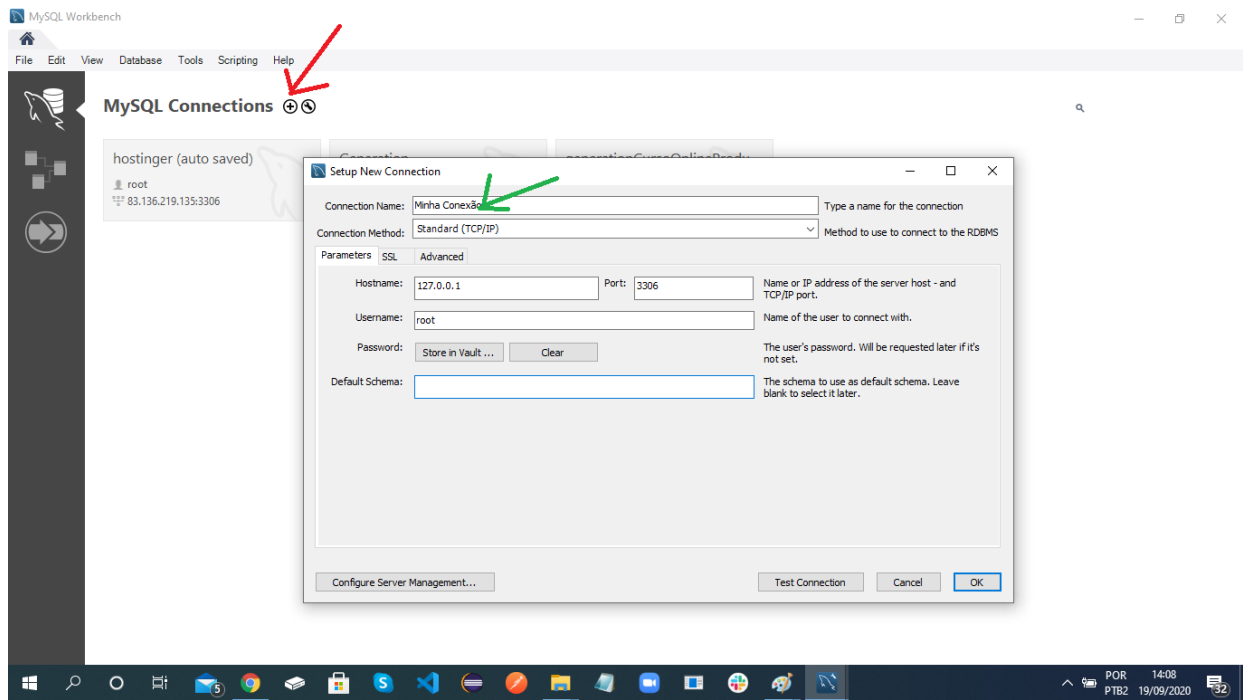 MySQL Workbench
File Edit View Database Tools Scripting Help
MySQL Connections
hostinger (auto saved)
root
83.136.219.135:3306
Setup New Connection
Connection Name: Minha Conexão Type a name for the connection
Connection Method: Standard (TCP/IP) Method to use to connect to the RDBMS
Parameters SSL Advanced
Hostname: 127.0.0.1 Port: 3306 Name or IP address of the server host - and
TCP/IP port.
Username: root Name of the user to connect with.
Password: Store in Vault ... Clear The user's password. Will be requested later if it's
not set.
Default Schema: The schema to use as default schema. Leave
blank to select it later.
Configure Server Management... Test Connection Cancel OK
5
POR 14:08
PTB2 19/09/2020 32